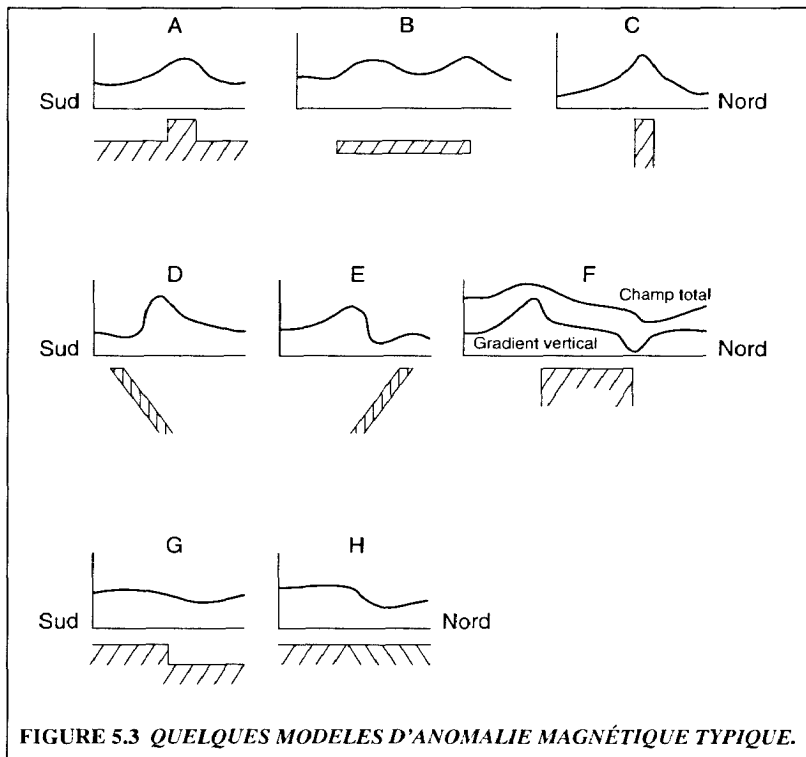 A B C
Sud Nord
D E F
Champ total
Gradient vertical
Sud Nord
G H
Sud Nord
FIGURE 5.3 QUELQUES MODELES D'ANOMALIE MAGNÉTIQUE TYPIQUE.